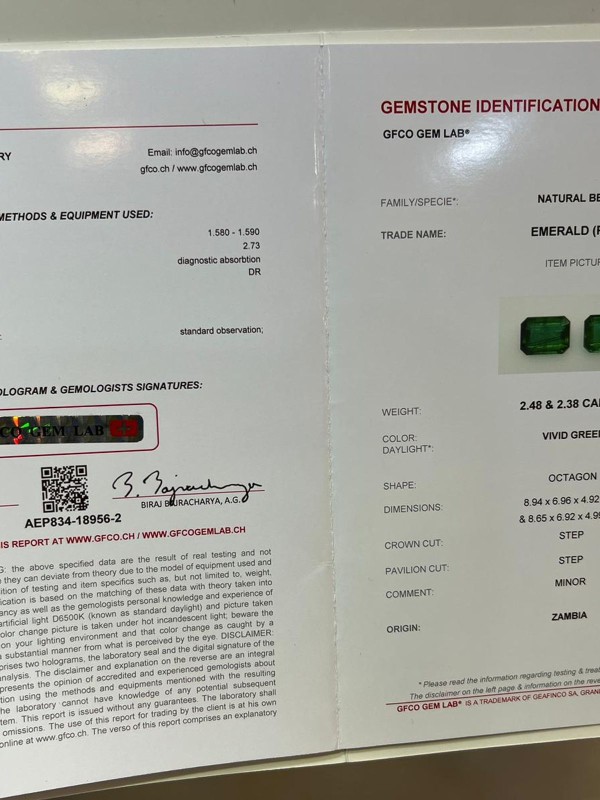 RY
Email: info@gfcogemlab.ch
gfco.ch / www.gfcogemlab.ch
METHODS & EQUIPMENT USED:
1.580 - 1.590
2.73
diagnostic absorbtion
DR
:
standard observation;
OLOGRAM & GEMOLOGISTS SIGNATURES:
CO GEM LAB
B. Bajracharya
BIRAJ BAJRACHARYA, A.G.
AEP834-18956-2
IS REPORT AT WWW.GFCO.CH / WWW.GFCOGEMLAB.CH
G: the above specified data are the result of real testing and not
they can deviate from theory due to the model of equipment used and
ition of testing and item specifics such as, but not limited to, weight,
ication is based on the matching of these data with theory taken into
ancy as well as the gemologists personal knowledge and experience of
artificial light D6500K (known as standard daylight) and picture taken
olor change picture is taken under hot incandescent light; beware the
on your lighting environment and that color change as caught by a
a substantial manner from what is perceived by the eye. DISCLAIMER:
prises two holograms, the laboratory seal and the digital signature of the
analysis. The disclaimer and explanation on the reverse are an integral
presents the opinion of accredited and experienced gemologists about
tion using the methods and equipments mentioned with the resulting
he laboratory cannot have knowledge of any potential subsequent
tem. This report is issued without any guarantees. The laboratory shall
omissions. The use of this report for trading by the client is at his own
online at www.gfco.ch. The verso of this report comprises an explanatory
GEMSTONE IDENTIFICATION
GFCO GEM LAB®
FAMILY/SPECIE*: NATURAL BE
TRADE NAME: EMERALD (
ITEM PICTUR
WEIGHT: 2.48 & 2.38 CA
COLOR: VIVID GREE
DAYLIGHT*:
SHAPE: OCTAGON
DIMENSIONS: 8.94 x 6.96 x 4.92
& 8.65 x 6.92 x 4.99
CROWN CUT: STEP
PAVILION CUT: STEP
COMMENT: MINOR
ORIGIN: ZAMBIA
* Please read the information regarding testing & treat
The disclaimer on the left page & information on the reve
GFCO GEM LAB® IS A TRADEMARK OF GEAFINCO SA, GRAN